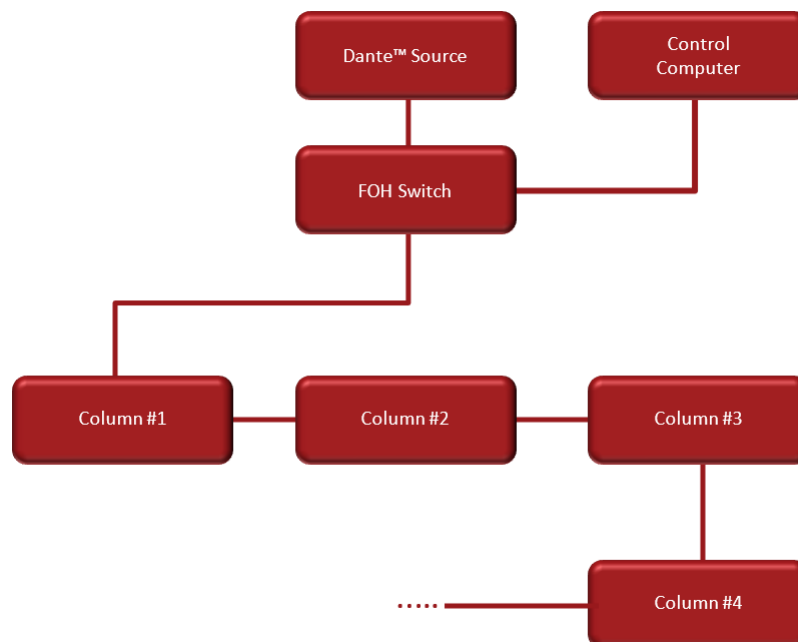 Dante™ Source
Control
Computer
FOH Switch
Column #1
Column #2
Column #3
Column #4